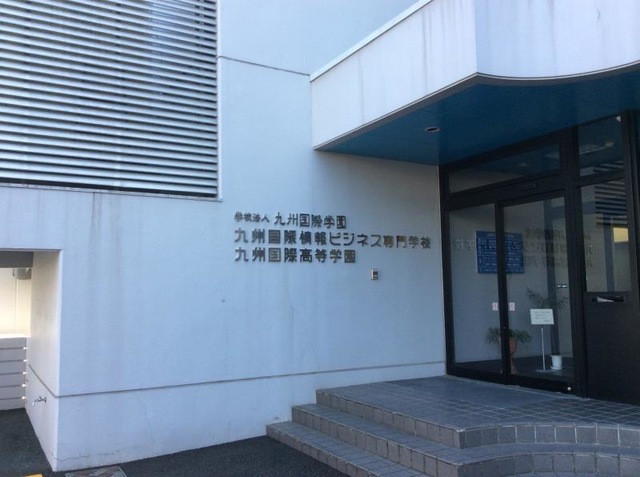 学校法人 九州国際学園
九州国際情報ビジネス専門学校
九州国際高等学園